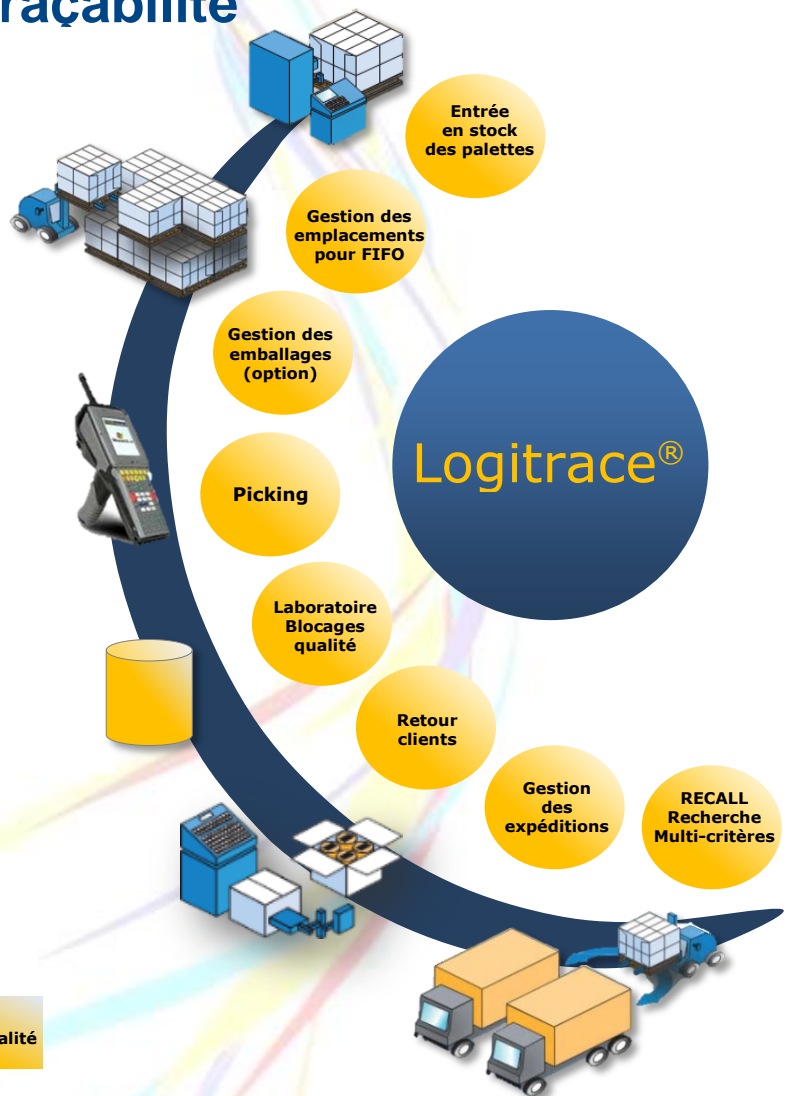 raçabilité
Entrée
en stock
des palettes
Gestion des
emplacements
pour FIFO
Gestion des
emballages
(option)
Logitrace®
Picking
Laboratoire
Blocages
qualité
Retour
clients
Gestion
des
expéditions
RECALL
Recherche
Multi-critères
alité